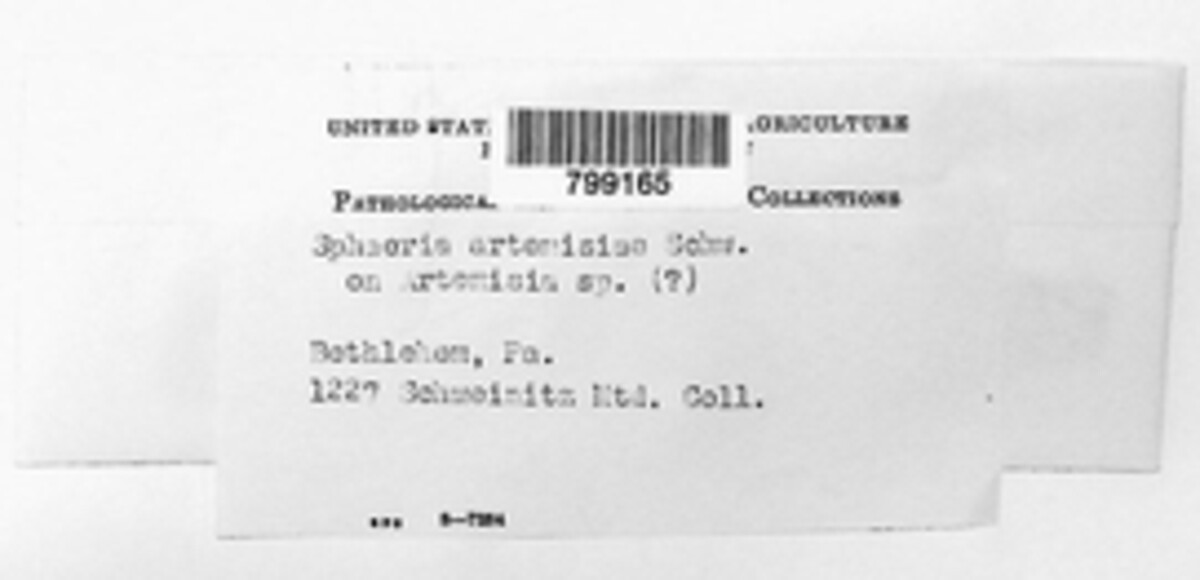 UNITED STAT AGRICULTURE
799165
PATHOLOGICA COLLECTIONS
Sphaeria artemisiae Schw.
on Artemisia sp. (?)
Bethlehem, Pa.
1227 Schweinitz Mtd. Coll.